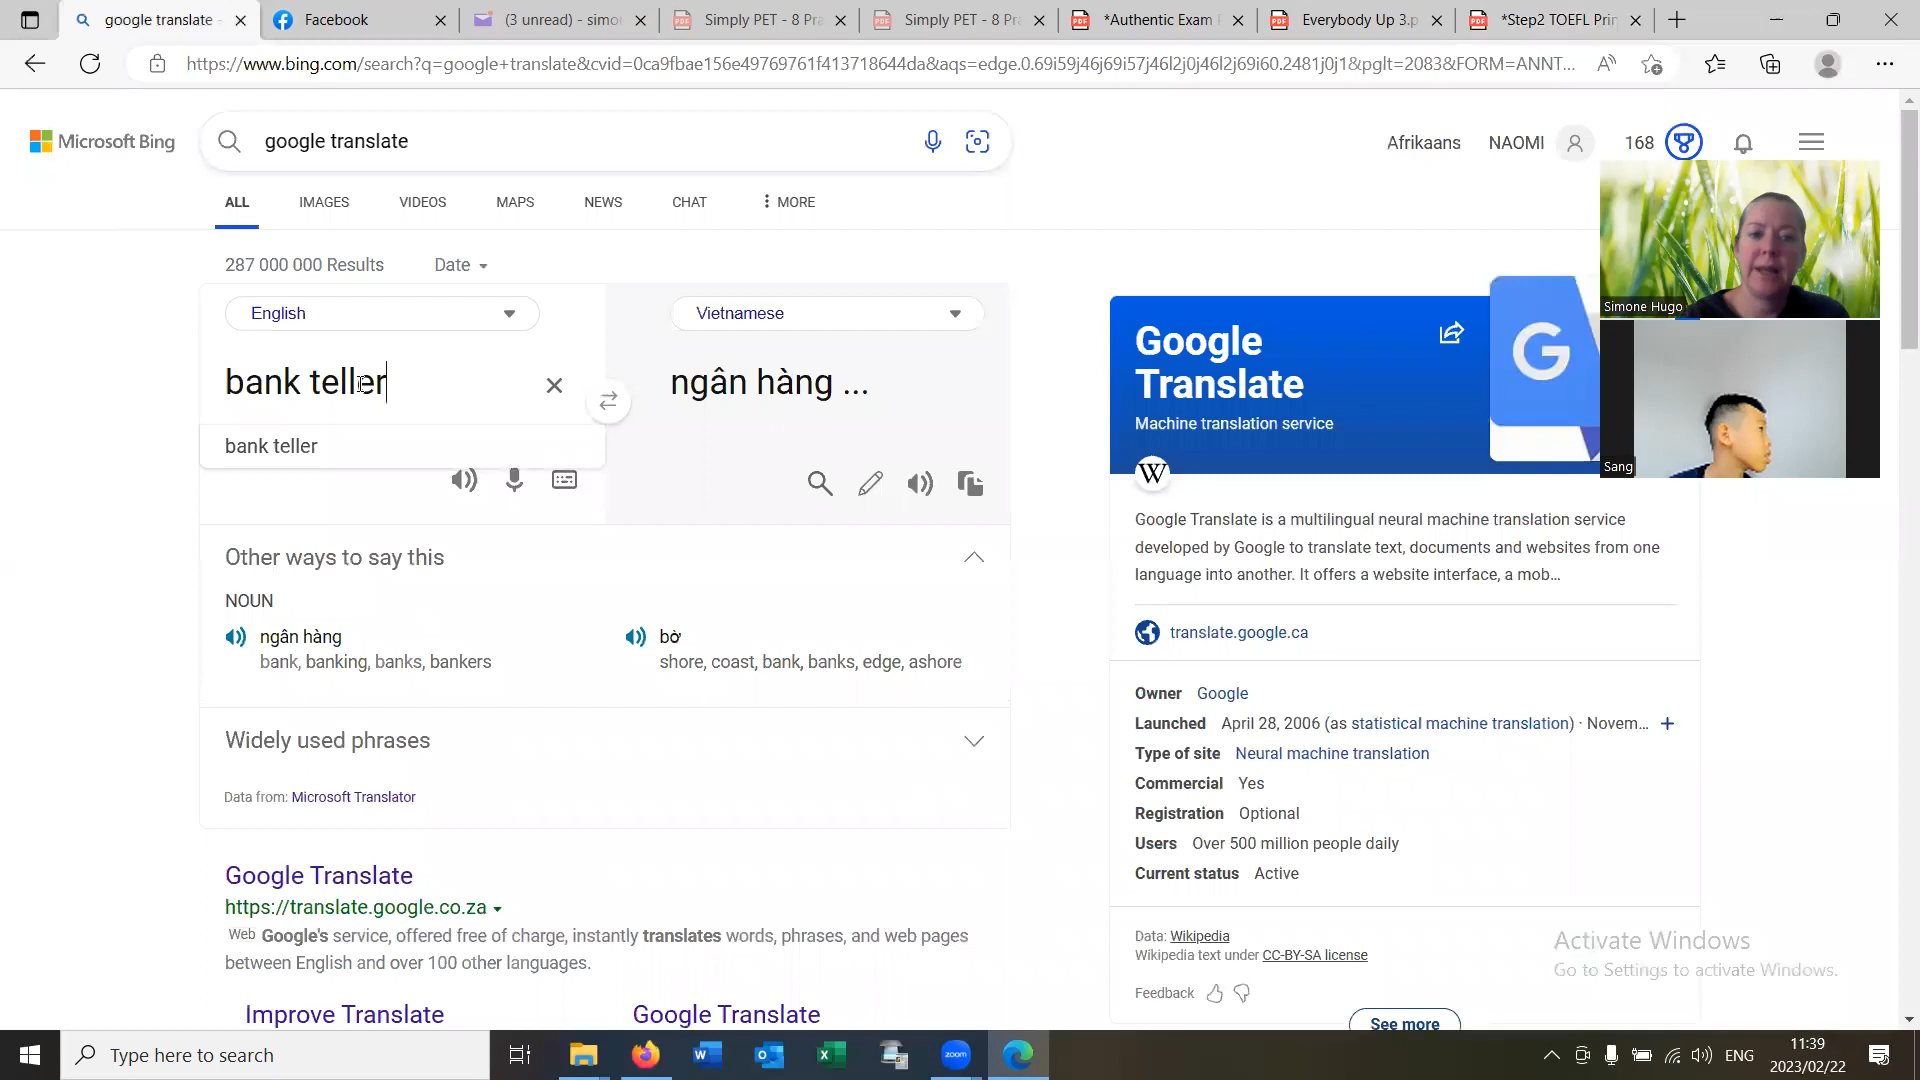 google translate -
Facebook
(3 unread) - simo
Simply PET - 8 Pra
Simply PET - 8 Pra
*Authentic Exam
Everybody Up 3.p
*Step2 TOEFL Prin
https://www.bing.com/search?q=google+translate&cvid=0ca9fbae156e49769761f413718644da&aqs=edge.0.69i59j46j69i57j46l2j0j46l2j69i60.2481j0j1&pglt=2083&FORM=ANNT...
Microsoft Bing
google translate
Afrikaans
NAOMI
168
ALL
IMAGES
VIDEOS
MAPS
NEWS
CHAT
MORE
287 000 000 Results
Date
English
Vietnamese
bank teller
ngân hàng ...
bank teller
Other ways to say this
NOUN
ngân hàng
bank, banking, banks, bankers
bờ
shore, coast, bank, banks, edge, ashore
Widely used phrases
Data from: Microsoft Translator
Google Translate
https://translate.google.co.za
Web Google's service, offered free of charge, instantly translates words, phrases, and web pages
between English and over 100 other languages.
Improve Translate
Google Translate
Simone Hugo
Sang
Google
Translate
Machine translation service
G
W
Google Translate is a multilingual neural machine translation service
developed by Google to translate text, documents and websites from one
language into another. It offers a website interface, a mob...
translate.google.ca
Owner Google
Launched April 28, 2006 (as statistical machine translation) · Novem...
Type of site Neural machine translation
Commercial Yes
Registration Optional
Users Over 500 million people daily
Current status Active
Data: Wikipedia
Wikipedia text under CC-BY-SA license
Feedback
See more
Activate Windows
Go to Settings to activate Windows.
Type here to search
zoom
ENG
11:39
2023/02/22